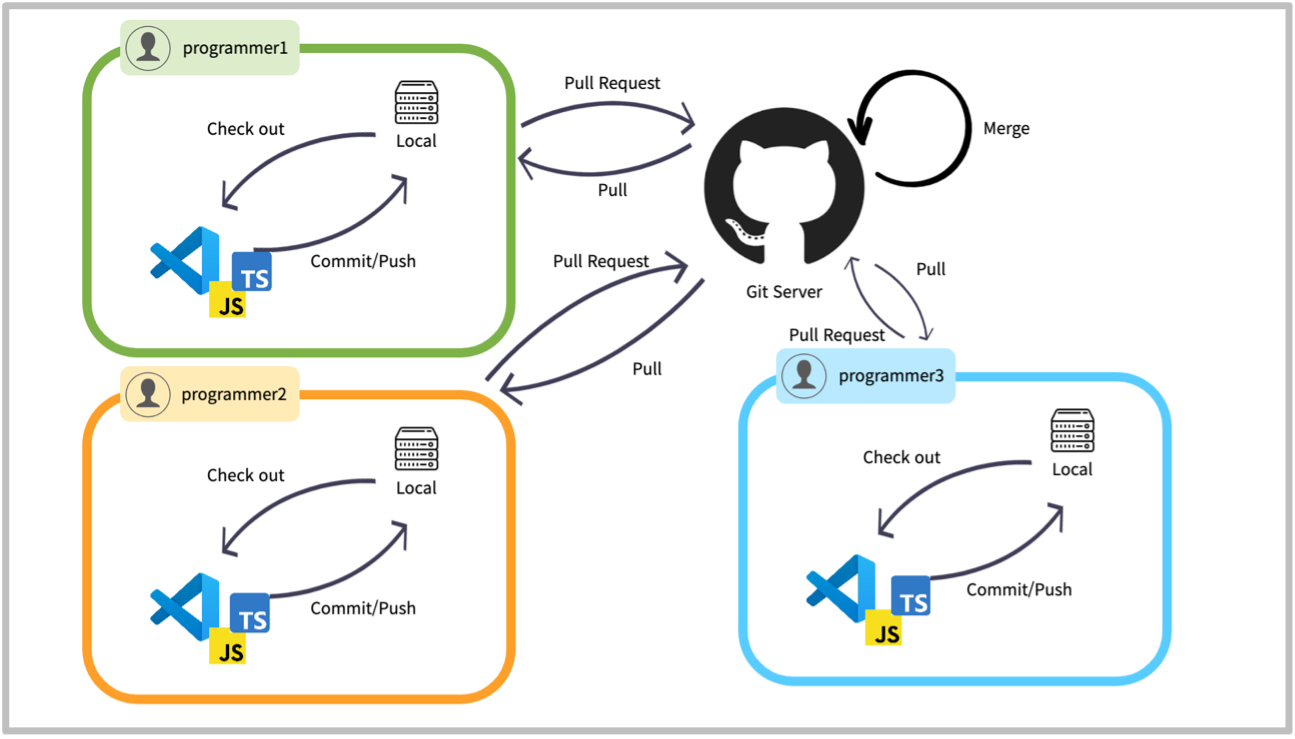 programmer1
Local
Check out
Commit/Push
TS
JS
Pull Request
Pull
Merge
Git Server
Pull Request
Pull
Pull
Pull Request
programmer2
Local
Check out
Commit/Push
TS
JS
programmer3
Local
Check out
Commit/Push
TS
JS